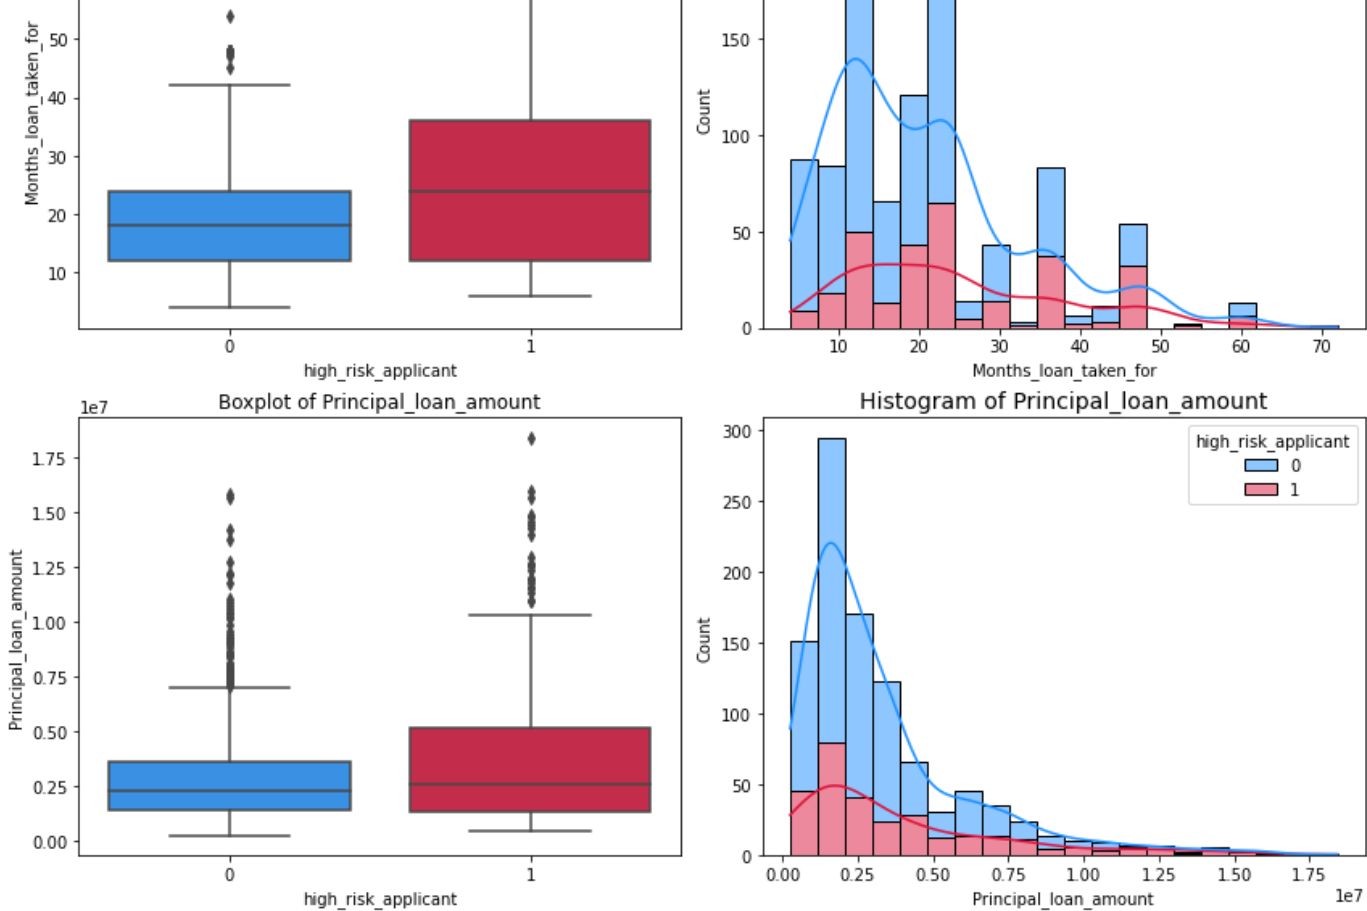 50
40
30
20
10
Months_loan_taken_for
0
1
high_risk_applicant
150
100
50
0
Count
10 20 30 40 50 60 70
Months_loan_taken_for
Boxplot of Principal_loan_amount
1e7
1.75
1.50
1.25
1.00
0.75
0.50
0.25
0.00
Principal_loan_amount
0
1
high_risk_applicant
Histogram of Principal_loan_amount
high_risk_applicant
0
1
300
250
200
150
100
50
0
Count
0.00 0.25 0.50 0.75 1.00 1.25 1.50 1.75
Principal_loan_amount
1e7